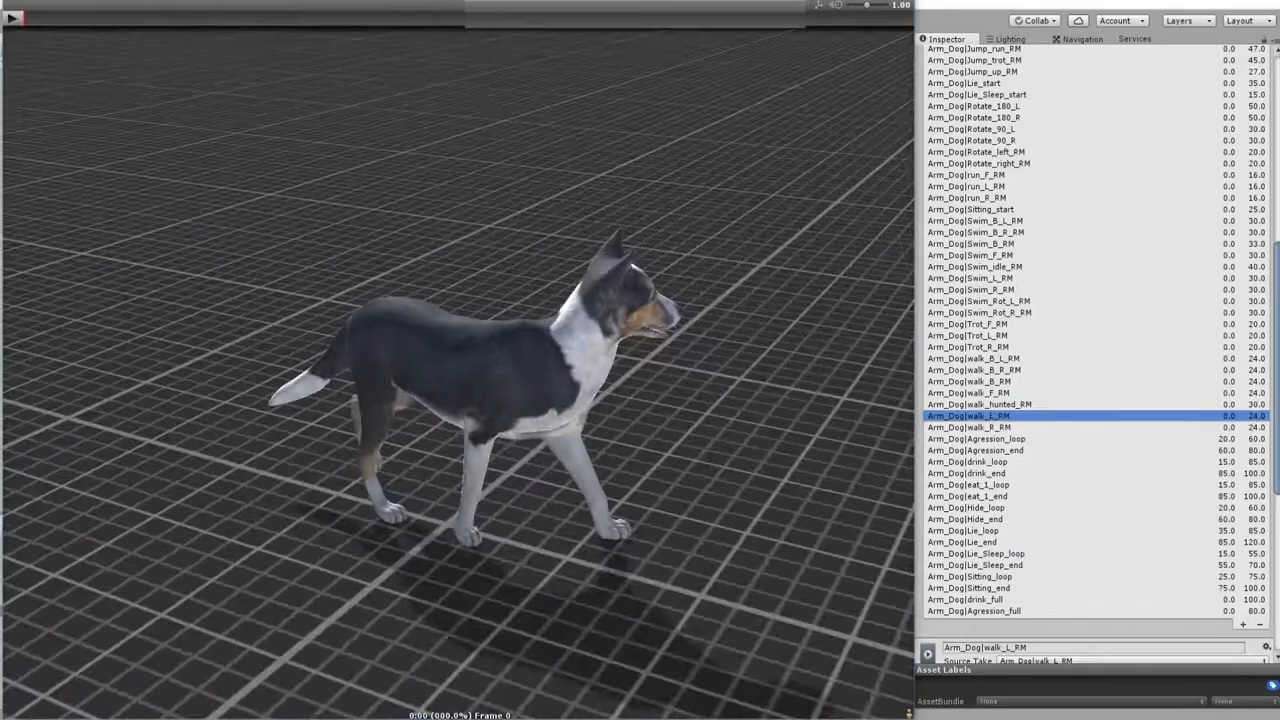 1.00
Collab
Account
Layers
Layout
Inspector
Lighting
Navigation
Services
Arm_Dog|Jump_run_RM 0.0 47.0
Arm_Dog|Jump_trot_RM 0.0 45.0
Arm_Dog|Jump_up_RM 0.0 27.0
Arm_Dog|Lie_start 0.0 35.0
Arm_Dog|Lie_Sleep_start 0.0 15.0
Arm_Dog|Rotate_180_L 0.0 50.0
Arm_Dog|Rotate_180_R 0.0 50.0
Arm_Dog|Rotate_90_L 0.0 30.0
Arm_Dog|Rotate_90_R 0.0 30.0
Arm_Dog|Rotate_left_RM 0.0 20.0
Arm_Dog|Rotate_right_RM 0.0 20.0
Arm_Dog|run_F_RM 0.0 16.0
Arm_Dog|run_L_RM 0.0 16.0
Arm_Dog|run_R_RM 0.0 16.0
Arm_Dog|Sitting_start 0.0 25.0
Arm_Dog|Swim_B_L_RM 0.0 30.0
Arm_Dog|Swim_B_R_RM 0.0 30.0
Arm_Dog|Swim_B_RM 0.0 33.0
Arm_Dog|Swim_F_RM 0.0 30.0
Arm_Dog|Swim_idle_RM 0.0 40.0
Arm_Dog|Swim_L_RM 0.0 30.0
Arm_Dog|Swim_R_RM 0.0 30.0
Arm_Dog|Swim_Rot_L_RM 0.0 30.0
Arm_Dog|Swim_Rot_R_RM 0.0 30.0
Arm_Dog|Trot_F_RM 0.0 20.0
Arm_Dog|Trot_L_RM 0.0 20.0
Arm_Dog|Trot_R_RM 0.0 20.0
Arm_Dog|walk_B_L_RM 0.0 24.0
Arm_Dog|walk_B_R_RM 0.0 24.0
Arm_Dog|walk_B_RM 0.0 24.0
Arm_Dog|walk_F_RM 0.0 24.0
Arm_Dog|walk_hunted_RM 0.0 30.0
Arm_Dog|walk_L_RM 0.0 24.0
Arm_Dog|walk_R_RM 0.0 24.0
Arm_Dog|Agression_loop 20.0 60.0
Arm_Dog|Agression_end 60.0 80.0
Arm_Dog|drink_loop 15.0 85.0
Arm_Dog|drink_end 85.0 100.0
Arm_Dog|eat_1_loop 15.0 85.0
Arm_Dog|eat_1_end 85.0 100.0
Arm_Dog|Hide_loop 20.0 60.0
Arm_Dog|Hide_end 60.0 80.0
Arm_Dog|Lie_loop 35.0 85.0
Arm_Dog|Lie_end 85.0 120.0
Arm_Dog|Lie_Sleep_loop 15.0 55.0
Arm_Dog|Lie_Sleep_end 55.0 70.0
Arm_Dog|Sitting_loop 25.0 75.0
Arm_Dog|Sitting_end 75.0 100.0
Arm_Dog|drink_full 0.0 100.0
Arm_Dog|Agression_full 0.0 80.0
Arm_Dog|walk_L_RM
Source Take Arm_Dog|walk_L_RM
Asset Labels
AssetBundle None None
0:00 (000.0%) Frame 0